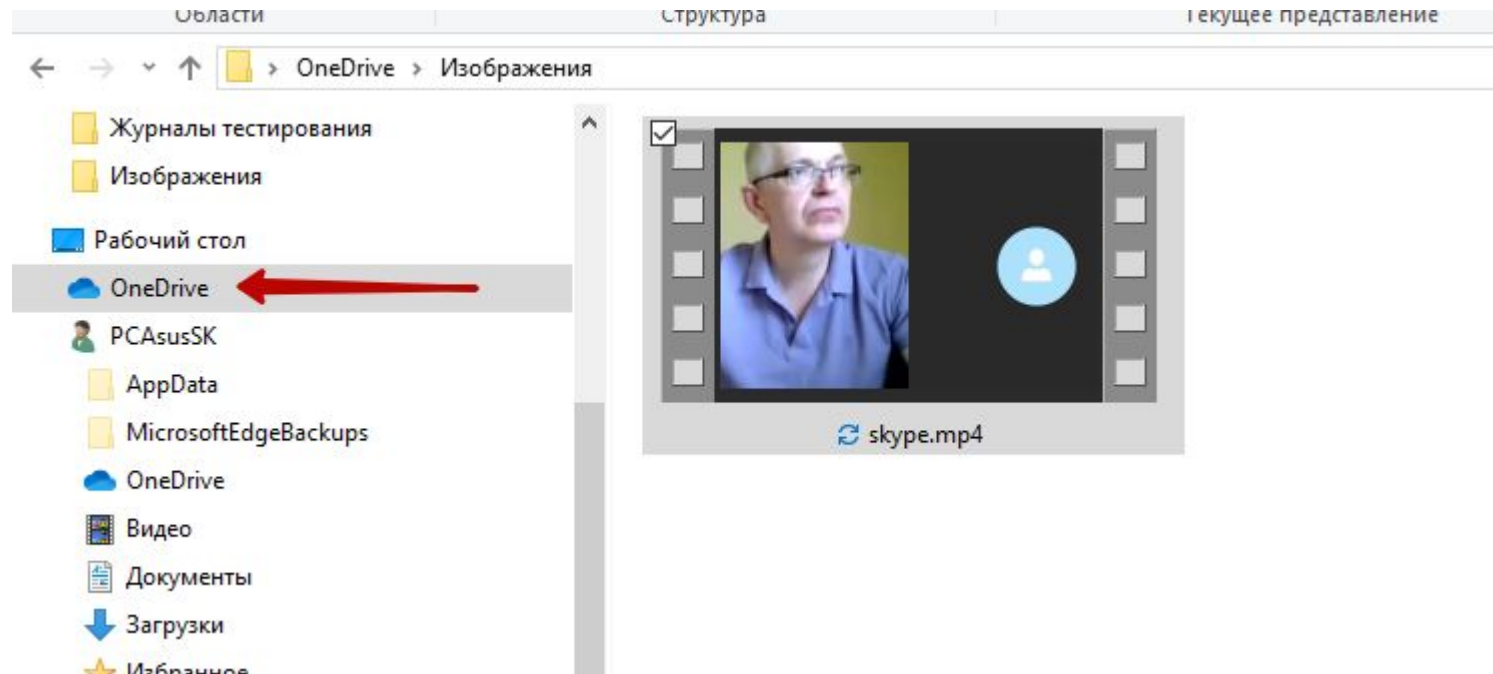 Области Структура Текущее представление
OneDrive Изображения
Журналы тестирования
Изображения
Рабочий стол
OneDrive
PCAsusSK
AppData
MicrosoftEdgeBackups
OneDrive
Видео
Документы
Загрузки
Избранное
skype.mp4